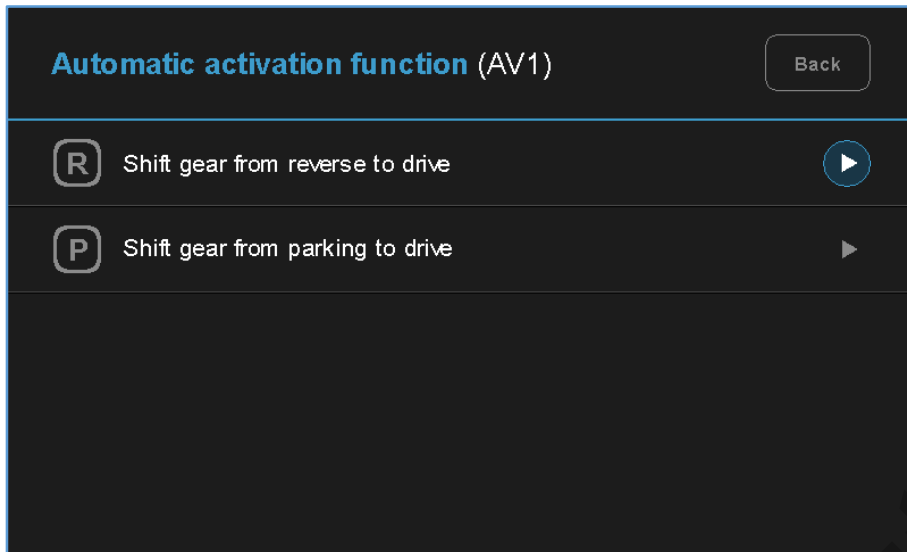 Automatic activation function (AV1)
Back
R
Shift gear from reverse to drive
P
Shift gear from parking to drive